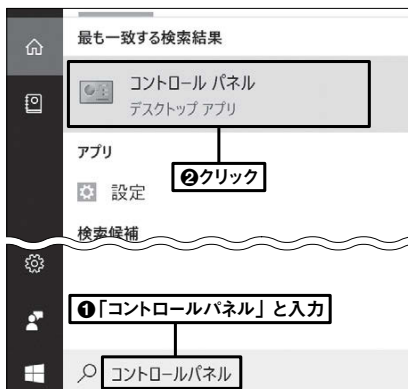 最も一致する検索結果
コントロール パネル
デスクトップ アプリ
アプリ
❷クリック
設定
検索候補
❶「コントロールパネル」と入力
コントロールパネル